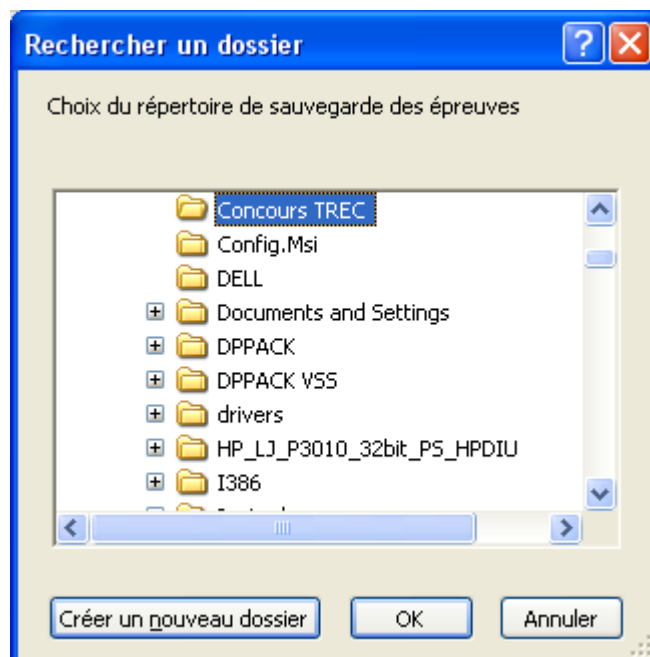 Rechercher un dossier
Choix du répertoire de sauvegarde des épreuves
Concours TREC
Config.Msi
DELL
Documents and Settings
DPPACK
DPPACK VSS
drivers
HP_LJ_P3010_32bit_PS_HPDIU
I386
Créer un nouveau dossier
OK
Annuler